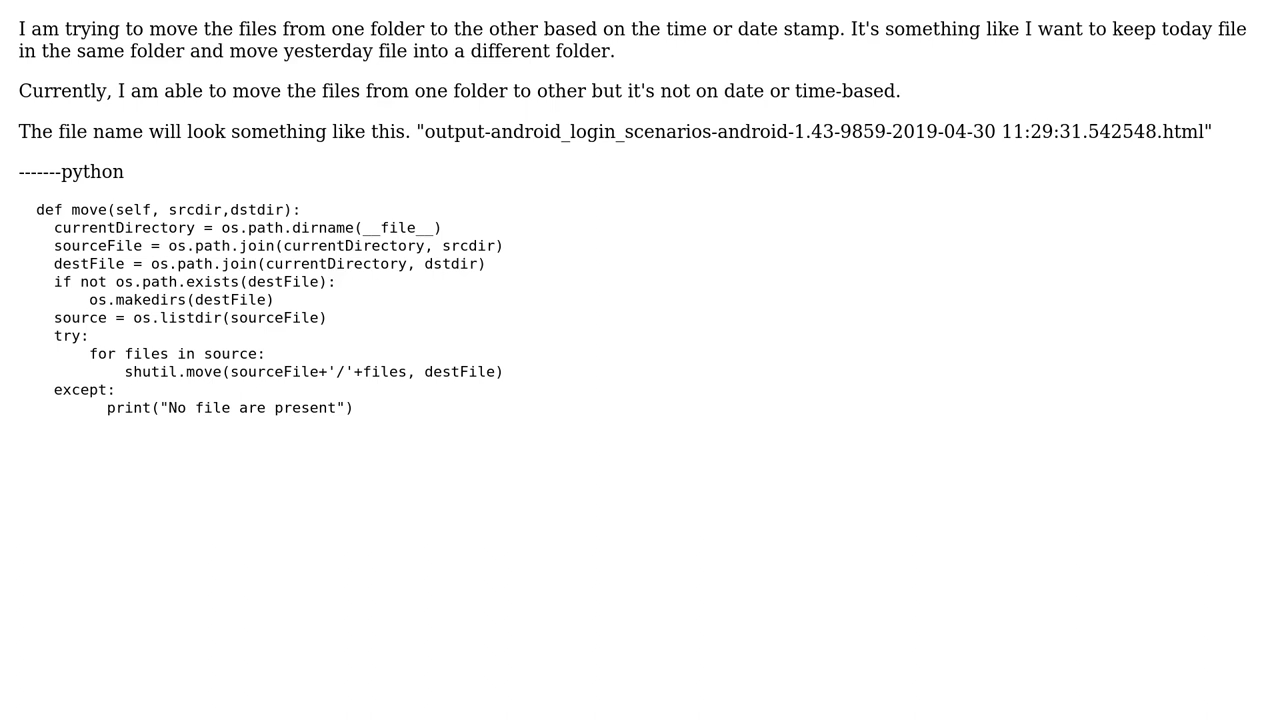 I am trying to move the files from one folder to the other based on the time or date stamp. It's something like I want to keep today file
in the same folder and move yesterday file into a different folder.
Currently, I am able to move the files from one folder to other but it's not on date or time-based.
The file name will look something like this. "output-android_login_scenarios-android-1.43-9859-2019-04-30 11:29:31.542548.html"
-------python
  def move(self, srcdir,dstdir):
    currentDirectory = os.path.dirname(__file__)
    sourceFile = os.path.join(currentDirectory, srcdir)
    destFile = os.path.join(currentDirectory, dstdir)
    if not os.path.exists(destFile):
        os.makedirs(destFile)
    source = os.listdir(sourceFile)
    try:
        for files in source:
            shutil.move(sourceFile+'/'+files, destFile)
    except:
          print("No file are present")